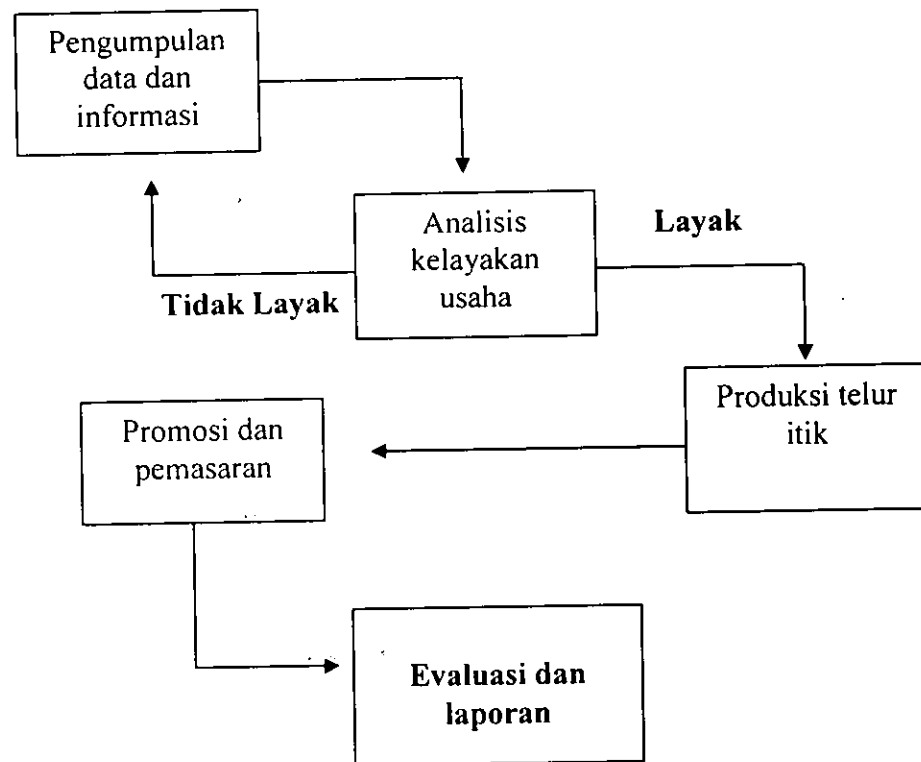 Pengumpulan
data dan
informasi
Analisis
kelayakan
usaha
Layak
Tidak Layak
Produksi telur
itik
Promosi dan
pemasaran
Evaluasi dan
laporan